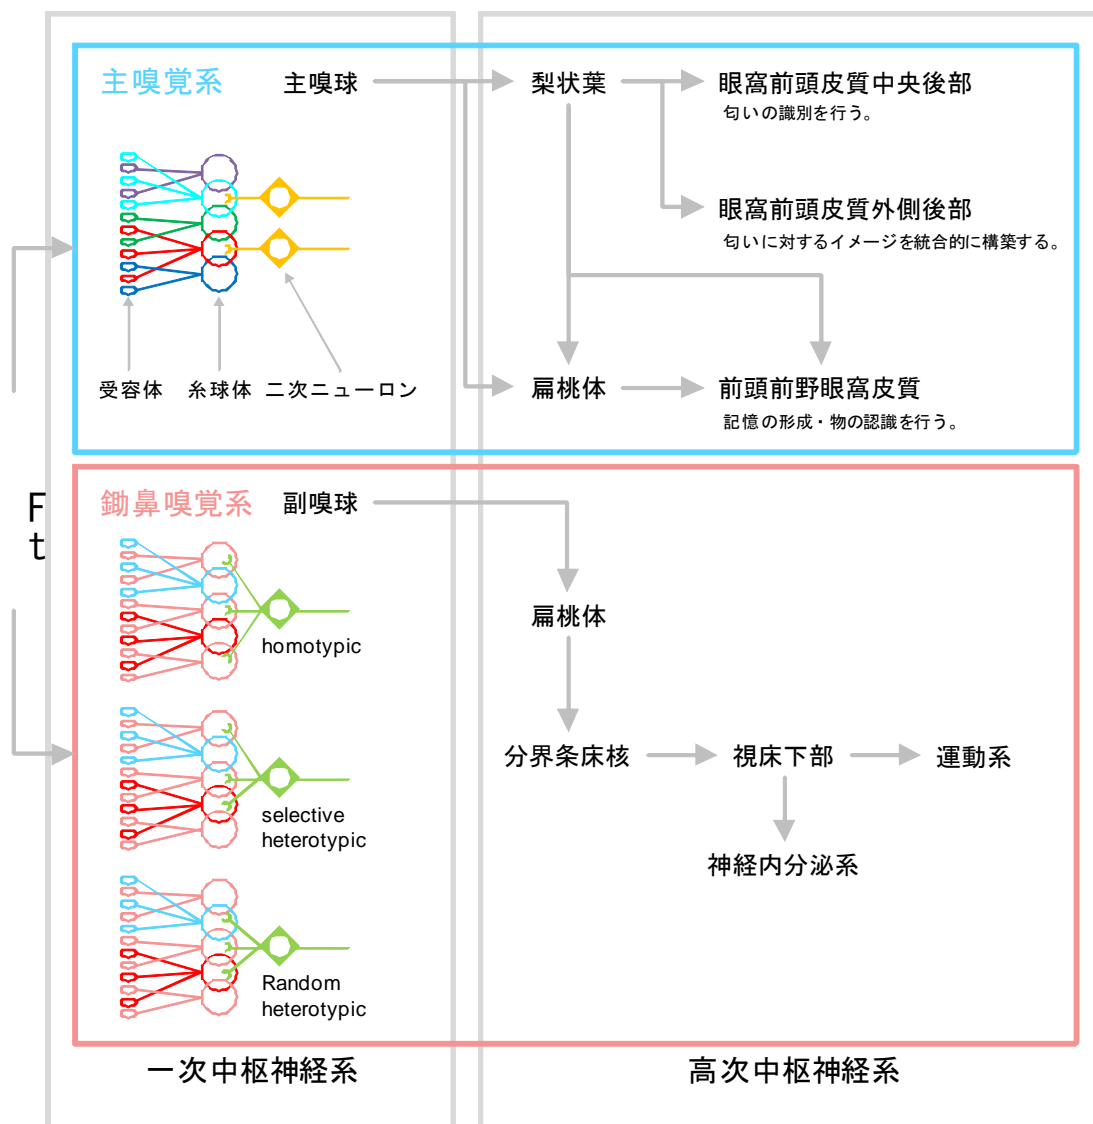 主嗅覚系
主嗅球
梨状葉
眼窩前頭皮質中央後部
匂いの識別を行う。
眼窩前頭皮質外側後部
匂いに対するイメージを統合的に構築する。
受容体
糸球体
二次ニューロン
扁桃体
前頭前野眼窩皮質
記憶の形成・物の認識を行う。
F
t
鋤鼻嗅覚系
副嗅球
homotypic
扁桃体
selective
heterotypic
分界条床核
視床下部
運動系
神経内分泌系
Random
heterotypic
一次中枢神経系
高次中枢神経系